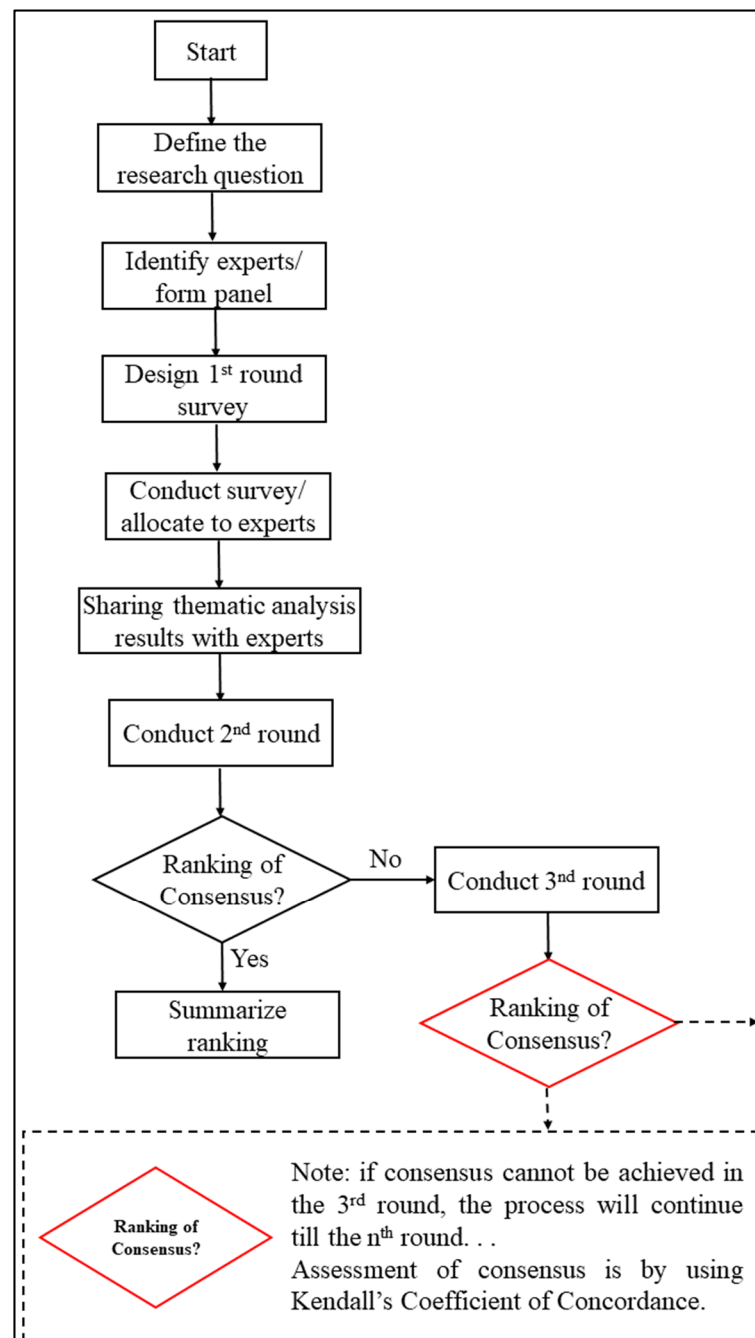 Start
Define the
research question
Identify experts/
form panel
Design 1st round
survey
Conduct survey/
allocate to experts
Sharing thematic analysis
results with experts
Conduct 2nd round
Ranking of
Consensus?
No
Conduct 3nd round
Yes
Summarize
ranking
Ranking of
Consensus?
Ranking of
Consensus?
Note: if consensus cannot be achieved in
the 3rd round, the process will continue
till the nth round. . .
Assessment of consensus is by using
Kendall's Coefficient of Concordance.